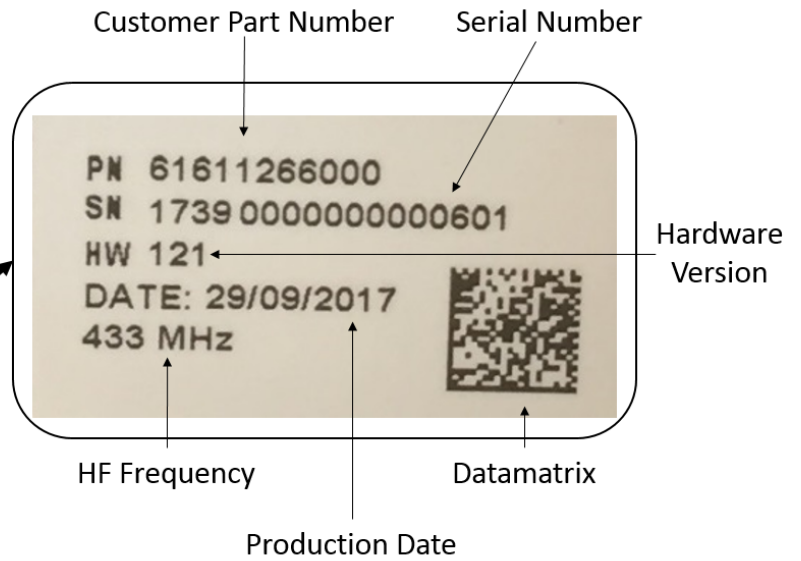 Customer Part Number
Serial Number
PN 61611266000
SN 1739 0000000000601
HW 121
Hardware
Version
DATE: 29/09/2017
433 MHz
HF Frequency
Datamatrix
Production Date